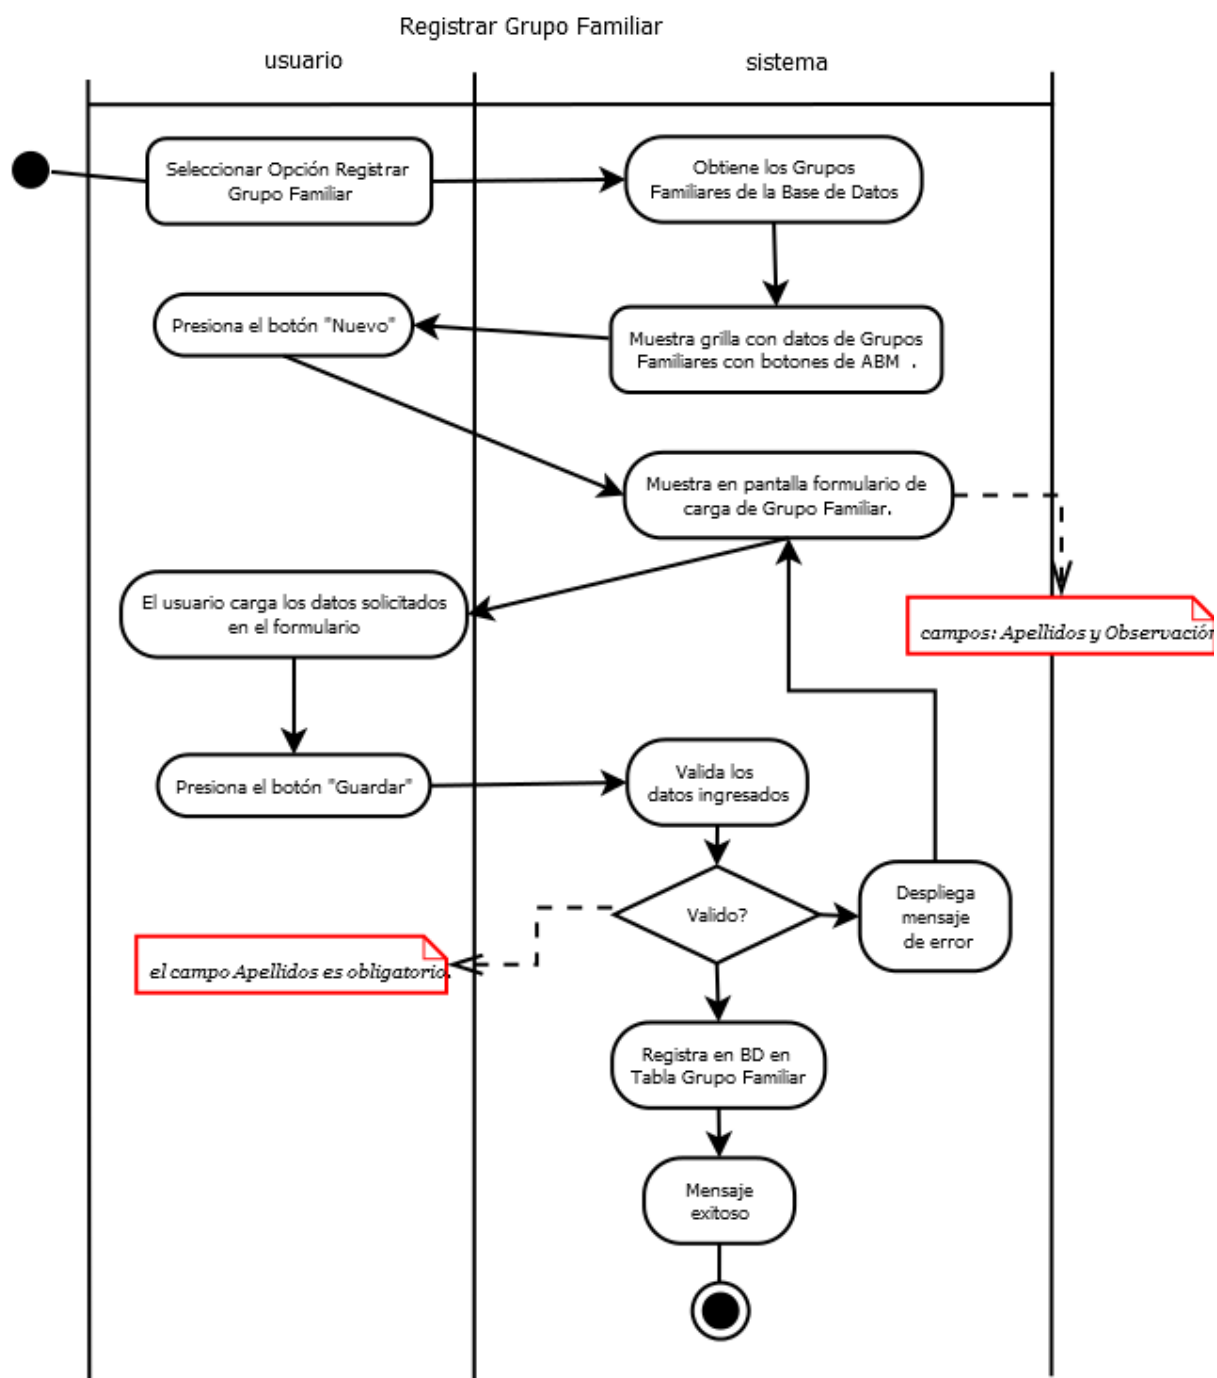 Registrar Grupo Familiar
usuario
sistema
Seleccionar Opción Registrar
Grupo Familiar
Obtiene los Grupos
Familiares de la Base de Datos
Presiona el botón "Nuevo"
Muestra grilla con datos de Grupos
Familiares con botones de ABM .
Muestra en pantalla formulario de
carga de Grupo Familiar.
El usuario carga los datos solicitados
en el formulario
campos: Apellidos y Observación
Presiona el botón "Guardar"
Valida los
datos ingresados
Valido?
Despliega
mensaje
de error
el campo Apellidos es obligatorio.
Registra en BD en
Tabla Grupo Familiar
Mensaje
exitoso